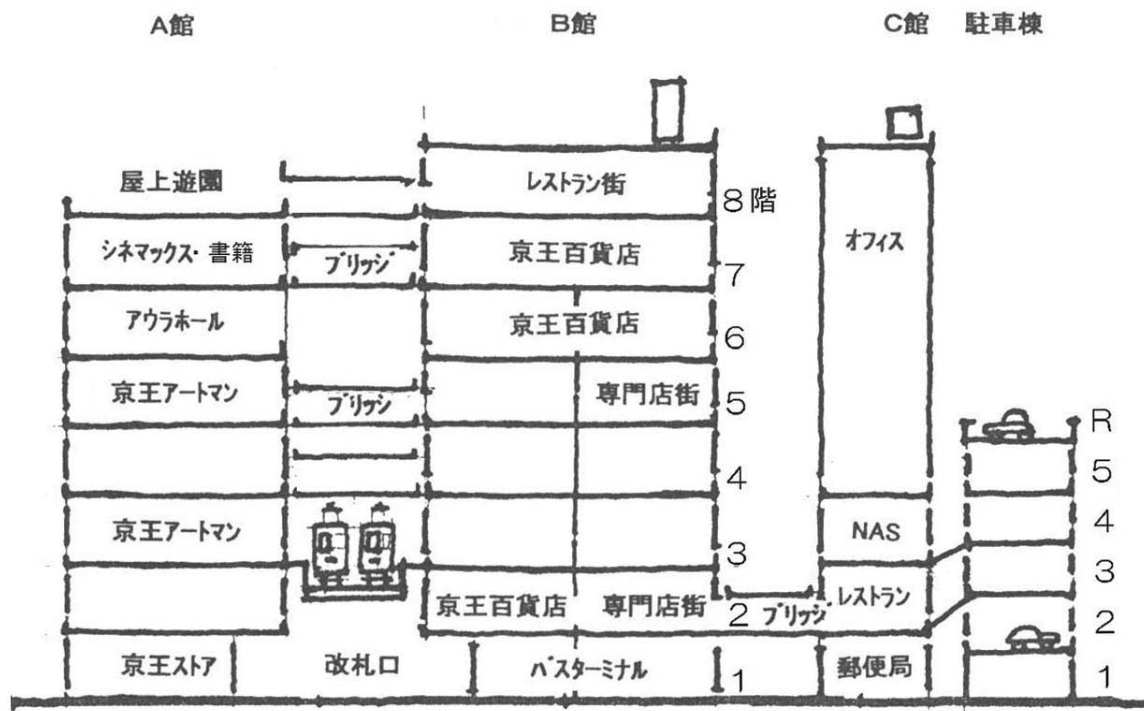 A館
B館
C館
駐車棟
屋上遊園
レストラン街
8階
シネマックス・書籍
ブリッジ
京王百貨店
7
オフィス
アウラホール
京王百貨店
6
京王アートマン
ブリッジ
専門店街
5
R
4
5
京王アートマン
3
NAS
4
京王百貨店
専門店街
2
ブリッジ
レストラン
3
2
京王ストア
改札口
バスターミナル
1
郵便局
1